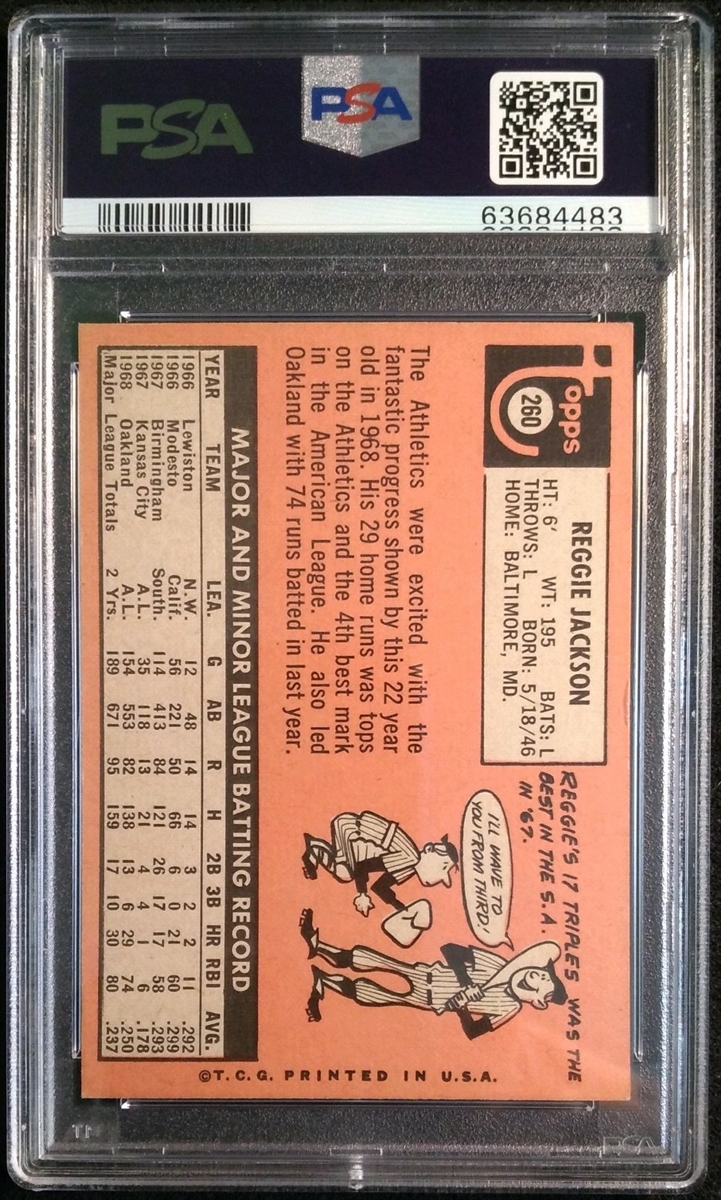 PSA
PSA
63684483
Topps
260
REGGIE JACKSON
HT: 6' WT: 195 BATS: L
THROWS: L BORN: 5/18/46
HOME: BALTIMORE, MD.
The Athletics were excited with the
fantastic progress shown by this 22 year
old in 1968. His 29 home runs was tops
on the Athletics and the 4th best mark
in the American League. He also led
Oakland with 74 runs batted in last year.
REGGIE'S 17 TRIPLES WAS THE
BEST IN THE S.A.
IN '67.
I'LL WAVE TO
YOU FROM THIRD!
MAJOR AND MINOR LEAGUE BATTING RECORD
YEAR TEAM LEA. G AB R H 2B 3B HR RBI AVG.
1966 Lewiston N.W. 12 48 14 14 3 2 2 11 .292
1966 Modesto Calif. 56 221 50 66 6 0 21 60 .299
1967 Birmingham South. 114 413 84 121 26 17 17 58 .293
1967 Kansas City A.L. 35 118 13 21 4 4 1 6 .178
1968 Oakland A.L. 154 553 82 138 13 6 29 74 .250
Major League Totals 2 Yrs. 189 671 95 159 17 10 30 80 .237
©T.C.G. PRINTED IN U.S.A.
PSA